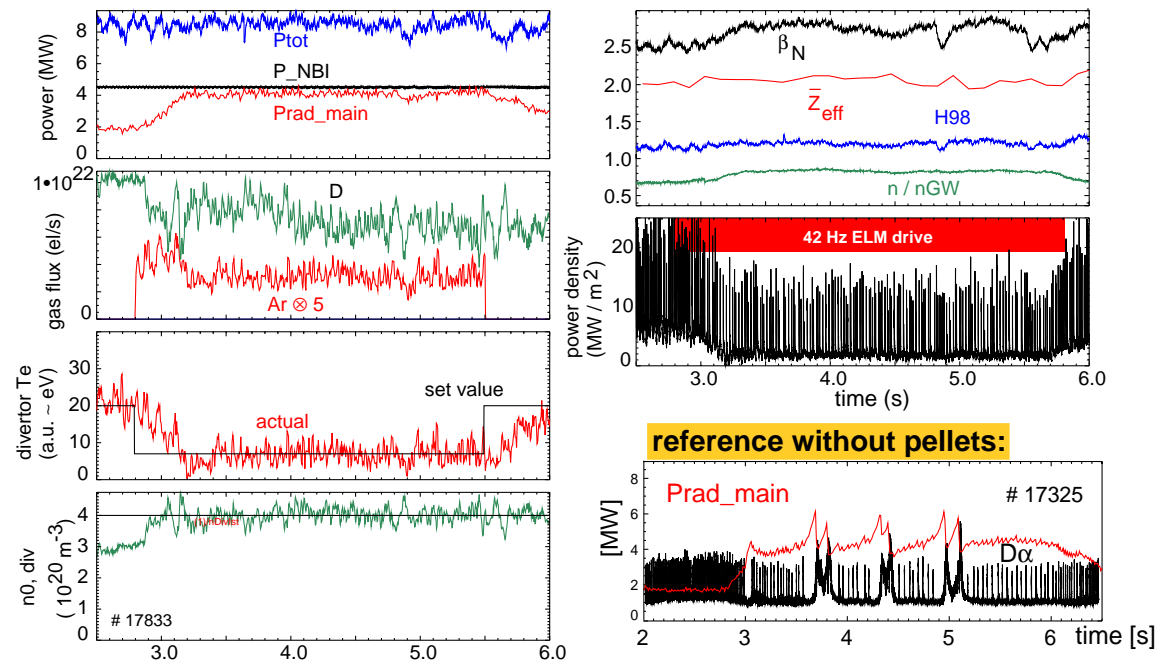 8
6
4
2
0
power (MW)
Ptot
P_NBI
Prad_main
1•10²²
0
gas flux (el/s)
D
Ar ⊗ 5
30
20
10
0
divertor Te
(a.u. ~ eV)
set value
actual
4
3
2
1
0
n0, div
(10²⁰ m⁻³)
# 17833
3.0
4.0
5.0
6.0
2.5
2.0
1.5
1.0
0.5
βN
Z̄eff
H98
n / nGW
20
10
0
power density
(MW / m²)
42 Hz ELM drive
3.0
4.0
5.0
6.0
time (s)
reference without pellets:
8
6
4
2
0
[MW]
Prad_main
# 17325
Dα
2
3
4
5
6
time [s]